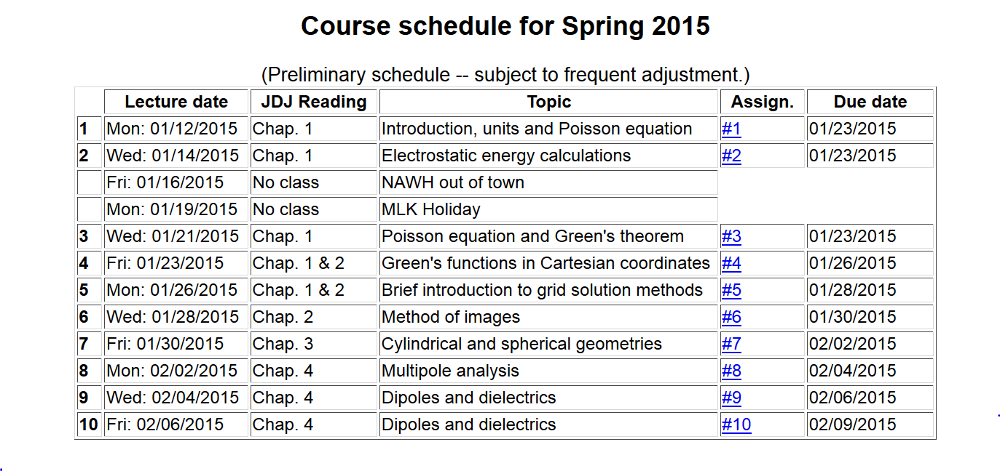 Course schedule for Spring 2015
(Preliminary schedule -- subject to frequent adjustment.)
Lecture date JDJ Reading Topic Assign. Due date
1 Mon: 01/12/2015 Chap. 1 Introduction, units and Poisson equation #1 01/23/2015
2 Wed: 01/14/2015 Chap. 1 Electrostatic energy calculations #2 01/23/2015
Fri: 01/16/2015 No class NAWH out of town
Mon: 01/19/2015 No class MLK Holiday
3 Wed: 01/21/2015 Chap. 1 Poisson equation and Green's theorem #3 01/23/2015
4 Fri: 01/23/2015 Chap. 1 & 2 Green's functions in Cartesian coordinates #4 01/26/2015
5 Mon: 01/26/2015 Chap. 1 & 2 Brief introduction to grid solution methods #5 01/28/2015
6 Wed: 01/28/2015 Chap. 2 Method of images #6 01/30/2015
7 Fri: 01/30/2015 Chap. 3 Cylindrical and spherical geometries #7 02/02/2015
8 Mon: 02/02/2015 Chap. 4 Multipole analysis #8 02/04/2015
9 Wed: 02/04/2015 Chap. 4 Dipoles and dielectrics #9 02/06/2015
10 Fri: 02/06/2015 Chap. 4 Dipoles and dielectrics #10 02/09/2015